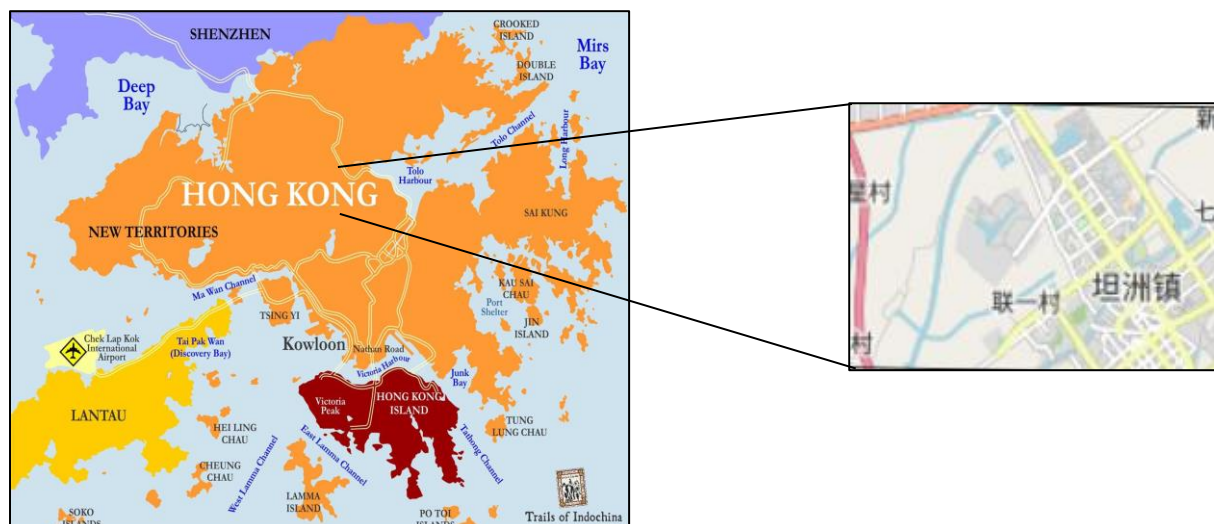 SHENZHEN
CROOKED
ISLAND
Mirs
Bay
DOUBLE
ISLAND
Deep
Bay
Tolo Channel
Long Harbour
Tolo
Harbour
HONG KONG
SAI KUNG
NEW TERRITORIES
KAU SAI
CHAU
Ma Wan Channel
Port
Shelter
TSING YI
JIN
ISLAND
Chek Lap Kok
International
Airport
Tai Pak Wan
(Discovery Bay)
Kowloon
Nathan Road
Victoria Harbour
Junk
Bay
LANTAU
Victoria
Peak
HONG KONG
ISLAND
HEI LING
CHAU
TUNG
LUNG CHAU
East Lamma Channel
Tathong Channel
West Lamma Channel
CHEUNG
CHAU
LAMMA
ISLAND
SOKO
ISLANDS
PO TOI
ISLANDS
Trails of Indochina
新
星村
七
坦洲镇
联一村
村